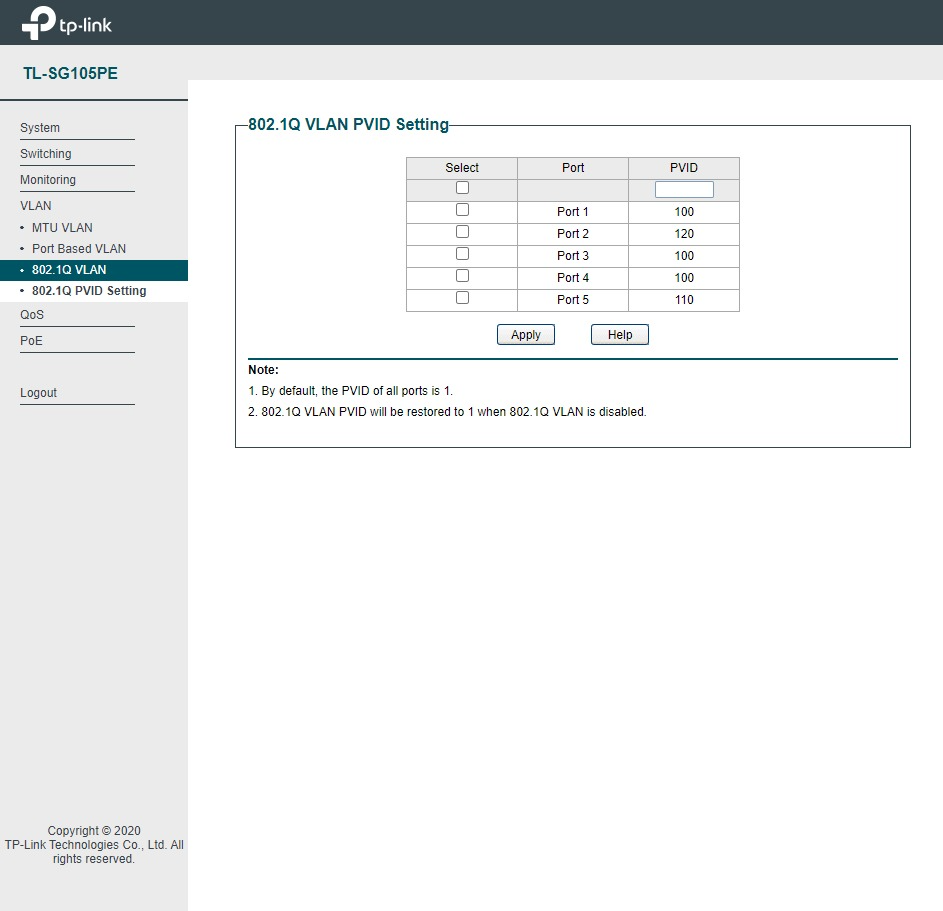 tp-link
TL-SG105PE
System
Switching
Monitoring
VLAN
• MTU VLAN
• Port Based VLAN
• 802.1Q VLAN
• 802.1Q PVID Setting
QoS
PoE
Logout
Copyright © 2020
TP-Link Technologies Co., Ltd. All
rights reserved.
802.1Q VLAN PVID Setting
Select Port PVID
Port 1 100
Port 2 120
Port 3 100
Port 4 100
Port 5 110
Apply Help
Note:
1. By default, the PVID of all ports is 1.
2. 802.1Q VLAN PVID will be restored to 1 when 802.1Q VLAN is disabled.